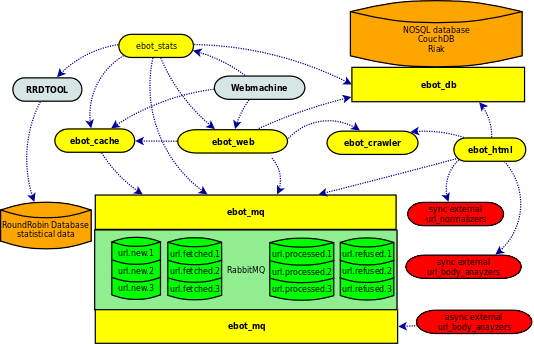 NOSQL database
CouchDB
Riak
ebot_stats
ebot_db
RRDTOOL
Webmachine
ebot_cache
ebot_web
ebot_crawler
ebot_html
RoundRobin Database
statistical data
ebot_mq
sync external
url_normalizers
url.new.1
url.new.2
url.new.3
url.fetched.1
url.fetched.2
url.fetched.3
RabbitMQ
url.processed.1
url.processed.2
url.processed.3
url.refused.1
url.refused.2
url.refused.3
sync external
url_body_anayzers
ebot_mq
async external
url_body_anyzers